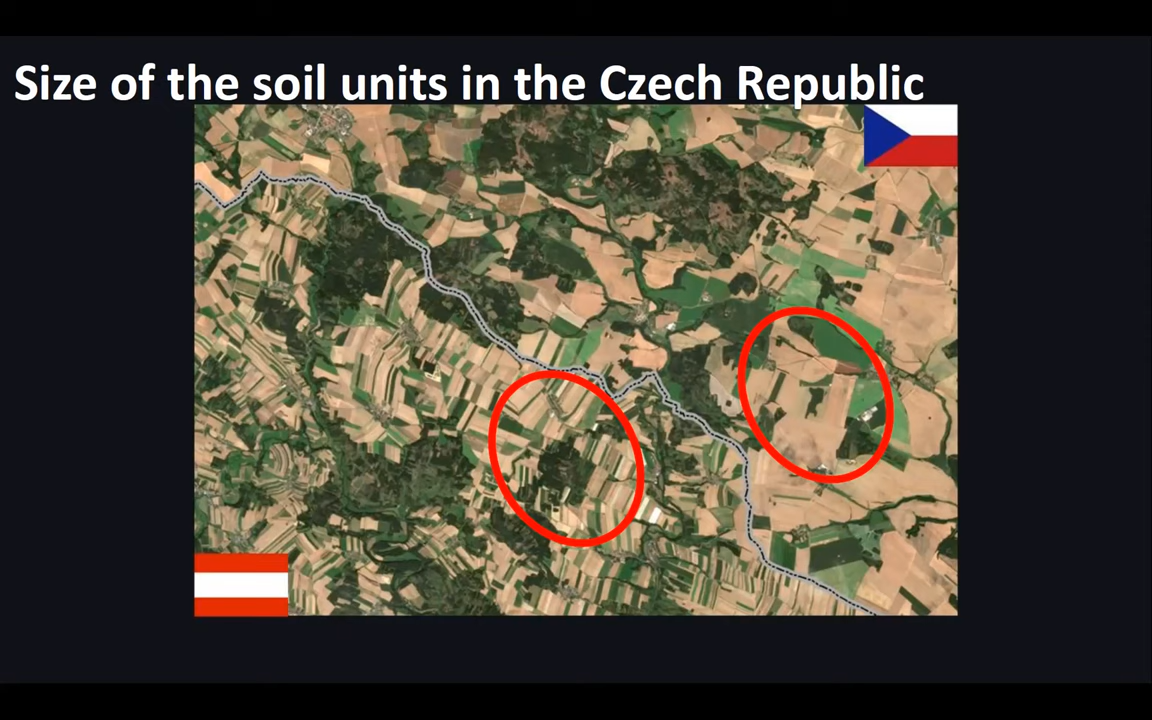 Size of the soil units in the Czech Republic